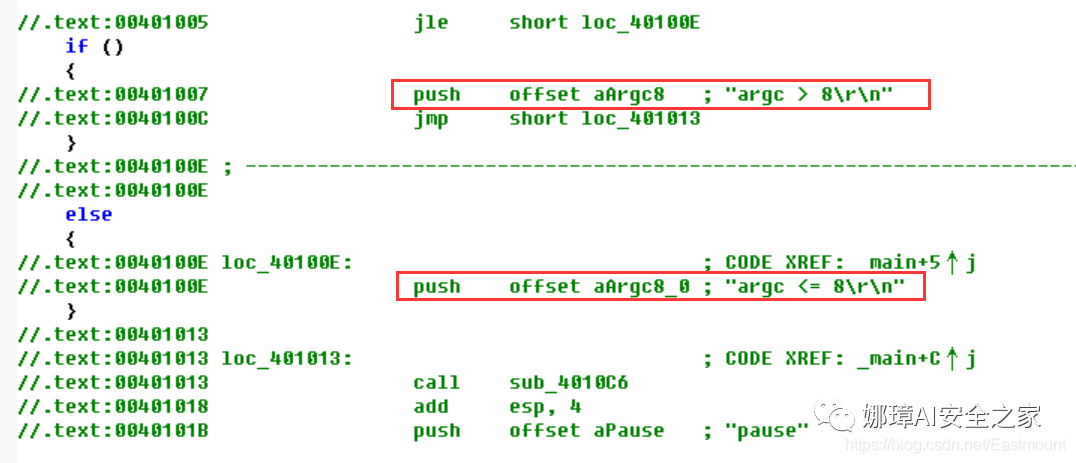 //.text:00401005                 jle     short loc_40100E
    if ()
    {
//.text:00401007                 push    offset aArgc8   ; "argc > 8\r\n"
//.text:0040100C                 jmp     short loc_401013
    }
//.text:0040100E ; ---------------------------------------------------------------------
//.text:0040100E
    else
    {
//.text:0040100E loc_40100E:                             ; CODE XREF: _main+5↑j
//.text:0040100E                 push    offset aArgc8_0 ; "argc <= 8\r\n"
    }
//.text:00401013
//.text:00401013 loc_401013:                             ; CODE XREF: _main+C↑j
//.text:00401013                 call    sub_4010C6
//.text:00401018                 add     esp, 4
//.text:0040101B                 push    offset aPause   ; "pause"
娜璋AI安全之家
https://blog.csdn.net/Eastmount